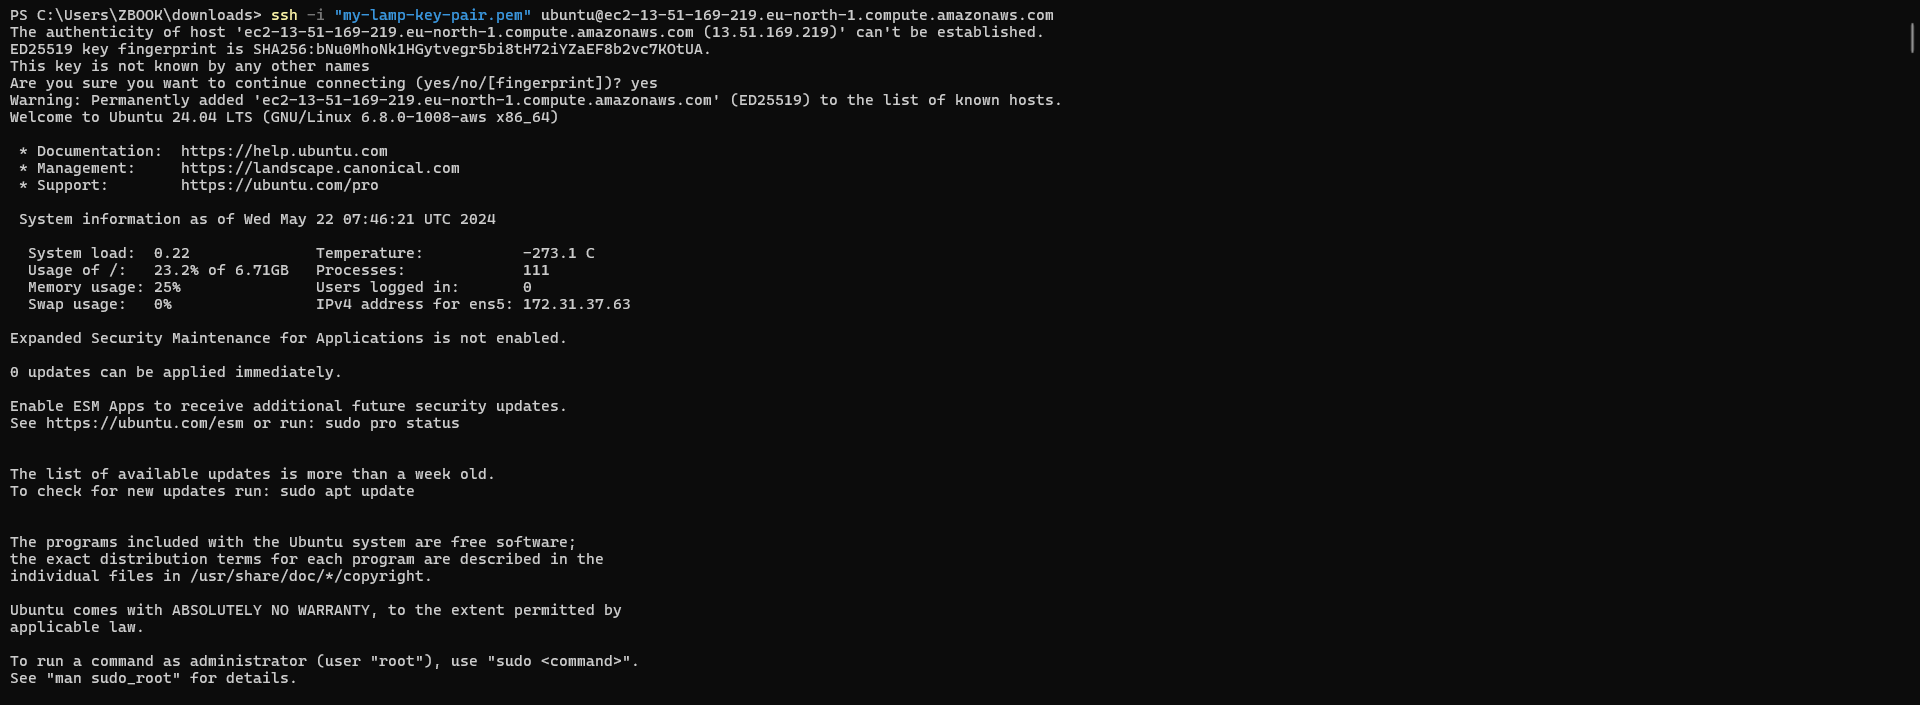 PS C:\Users\ZBOOK\downloads> ssh -i "my-lamp-key-pair.pem" ubuntu@ec2-13-51-169-219.eu-north-1.compute.amazonaws.com
The authenticity of host 'ec2-13-51-169-219.eu-north-1.compute.amazonaws.com (13.51.169.219)' can't be established.
ED25519 key fingerprint is SHA256:bNu0MhoNk1HGytvegr5bi8tH72iYZaEF8b2vc7KOtUA.
This key is not known by any other names
Are you sure you want to continue connecting (yes/no/[fingerprint])? yes
Warning: Permanently added 'ec2-13-51-169-219.eu-north-1.compute.amazonaws.com' (ED25519) to the list of known hosts.
Welcome to Ubuntu 24.04 LTS (GNU/Linux 6.8.0-1008-aws x86_64)

 * Documentation:  https://help.ubuntu.com
 * Management:     https://landscape.canonical.com
 * Support:        https://ubuntu.com/pro

 System information as of Wed May 22 07:46:21 UTC 2024

  System load:  0.22              Temperature:           -273.1 C
  Usage of /:   23.2% of 6.71GB   Processes:             111
  Memory usage: 25%               Users logged in:       0
  Swap usage:   0%                IPv4 address for ens5: 172.31.37.63

Expanded Security Maintenance for Applications is not enabled.

0 updates can be applied immediately.

Enable ESM Apps to receive additional future security updates.
See https://ubuntu.com/esm or run: sudo pro status


The list of available updates is more than a week old.
To check for new updates run: sudo apt update


The programs included with the Ubuntu system are free software;
the exact distribution terms for each program are described in the
individual files in /usr/share/doc/*/copyright.

Ubuntu comes with ABSOLUTELY NO WARRANTY, to the extent permitted by
applicable law.

To run a command as administrator (user "root"), use "sudo <command>".
See "man sudo_root" for details.